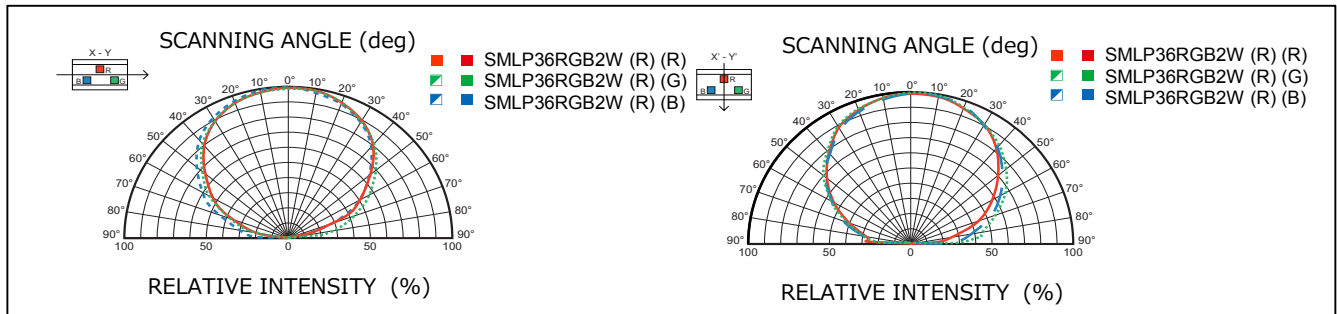 X - Y
R
B
G
SCANNING ANGLE (deg)
SMLP36RGB2W (R) (R)
SMLP36RGB2W (R) (G)
SMLP36RGB2W (R) (B)
0°
10° 10°
20° 20°
30° 30°
40° 40°
50° 50°
60° 60°
70° 70°
80° 80°
90° 90°
100 50 0 50 100
RELATIVE INTENSITY (%)
X' - Y'
R
B
G
SCANNING ANGLE (deg)
SMLP36RGB2W (R) (R)
SMLP36RGB2W (R) (G)
SMLP36RGB2W (R) (B)
0°
10° 10°
20° 20°
30° 30°
40° 40°
50° 50°
60° 60°
70° 70°
80° 80°
90° 90°
100 50 0 50 100
RELATIVE INTENSITY (%)